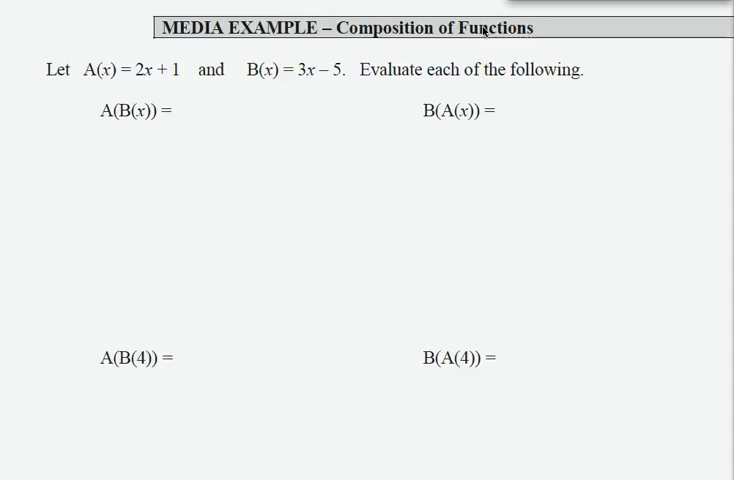 MEDIA EXAMPLE – Composition of Functions
Let A(x) = 2x + 1 and B(x) = 3x – 5. Evaluate each of the following.
A(B(x)) = B(A(x)) =
A(B(4)) = B(A(4)) =